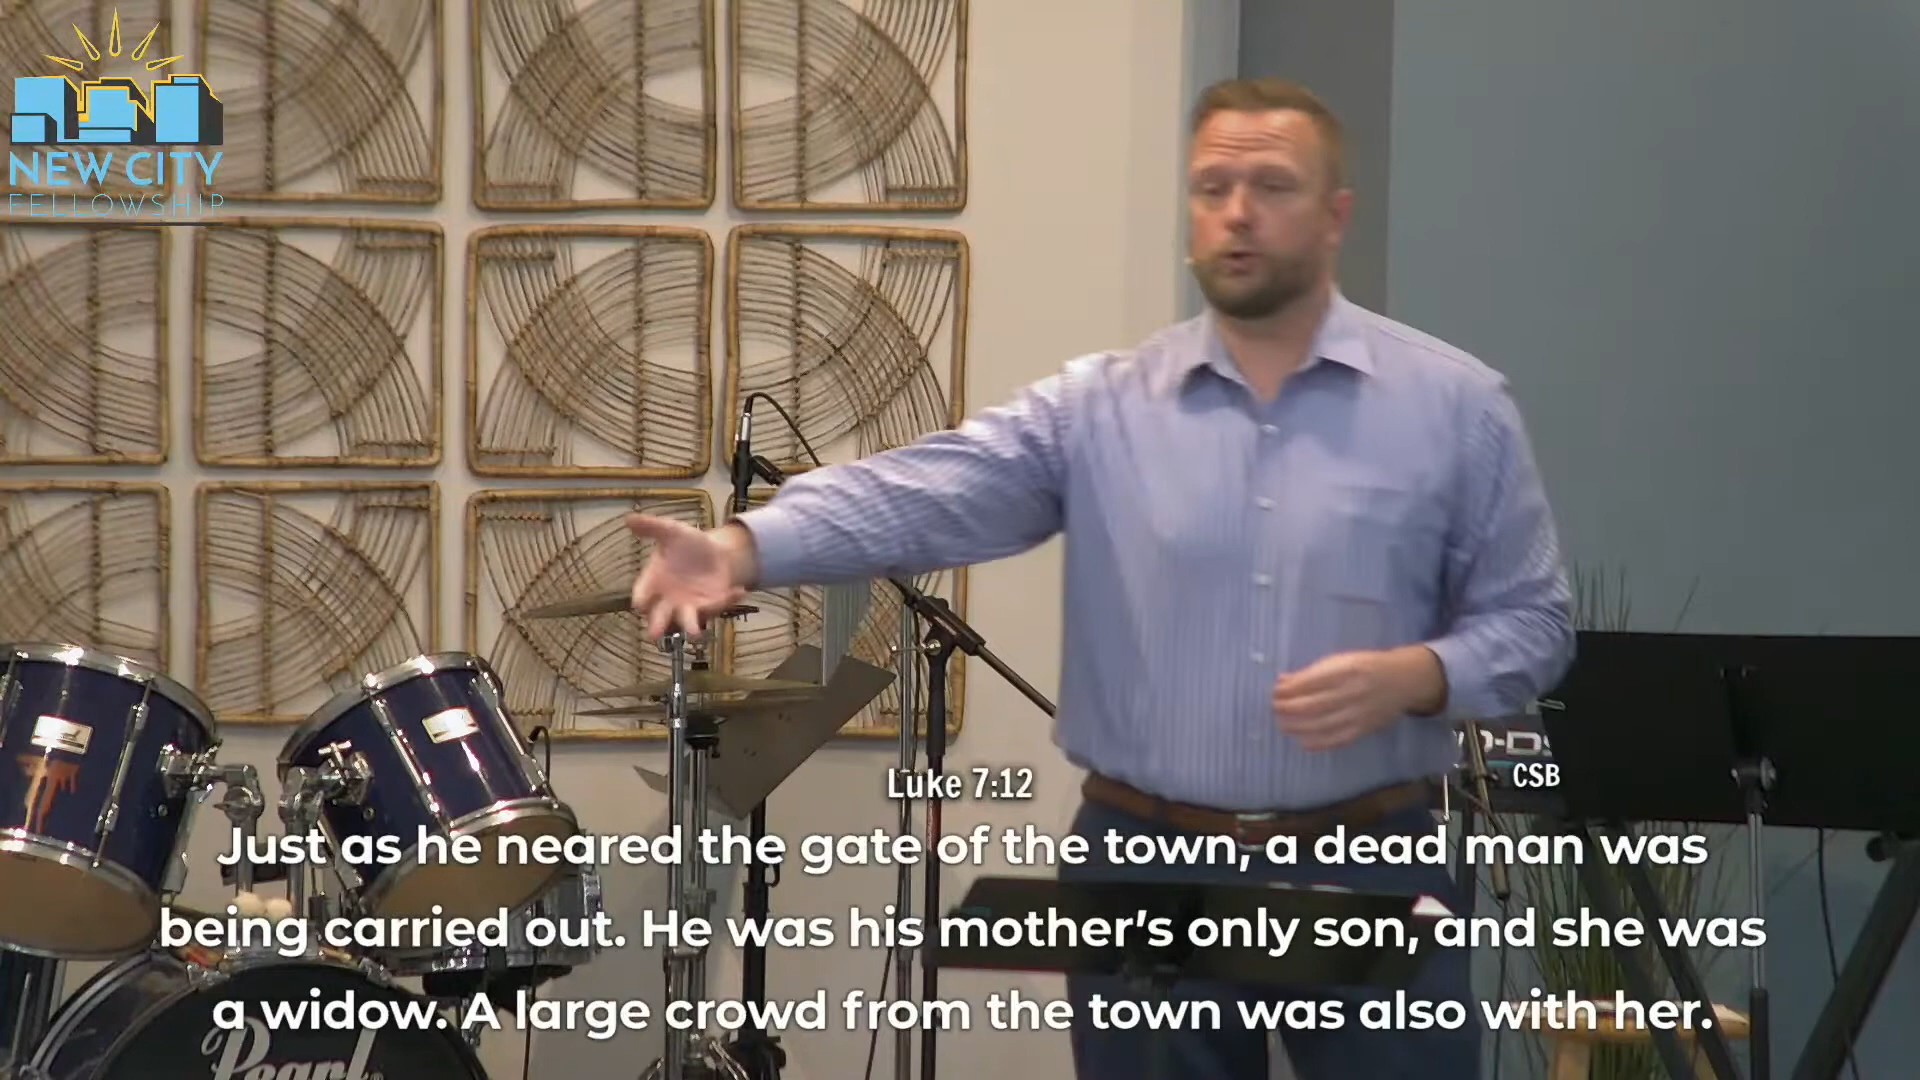 NEW CITY
FELLOWSHIP
Luke 7:12
CSB
Just as he neared the gate of the town, a dead man was
being carried out. He was his mother's only son, and she was
a widow. A large crowd from the town was also with her.
Pearl